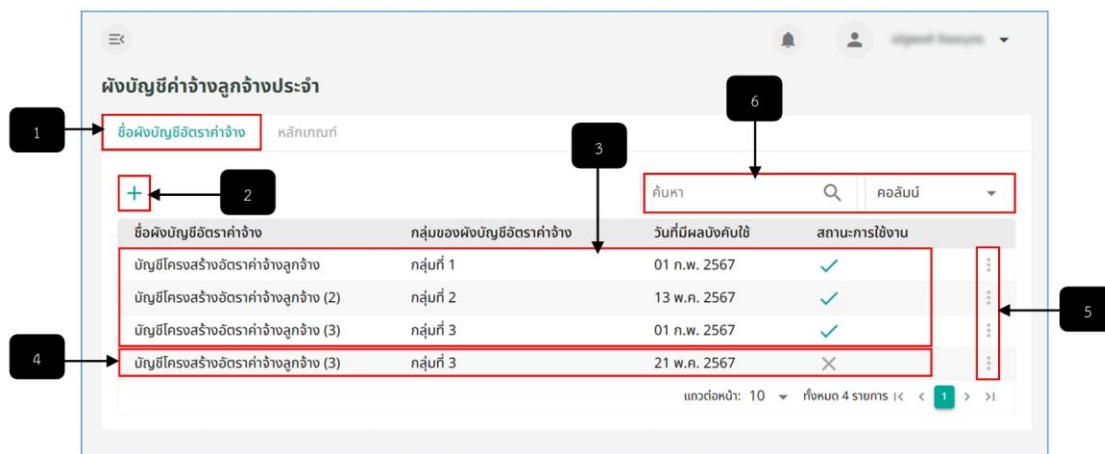 ผังบัญชีค่าจ้างลูกจ้างประจำ
6
1
ชื่อผังบัญชีอัตราค่าจ้าง หลักเกณฑ์
3
2
ค้นหา คอลัมน์
ชื่อผังบัญชีอัตราค่าจ้าง กลุ่มของผังบัญชีอัตราค่าจ้าง วันที่มีผลบังคับใช้ สถานะการใช้งาน
บัญชีโครงสร้างอัตราค่าจ้างลูกจ้าง กลุ่มที่ 1 01 ก.พ. 2567
บัญชีโครงสร้างอัตราค่าจ้างลูกจ้าง (2) กลุ่มที่ 2 13 พ.ค. 2567
5
บัญชีโครงสร้างอัตราค่าจ้างลูกจ้าง (3) กลุ่มที่ 3 01 ก.พ. 2567
4
บัญชีโครงสร้างอัตราค่าจ้างลูกจ้าง (3) กลุ่มที่ 3 21 พ.ค. 2567
แถวต่อหน้า: 10 ทั้งหมด 4 รายการ 1